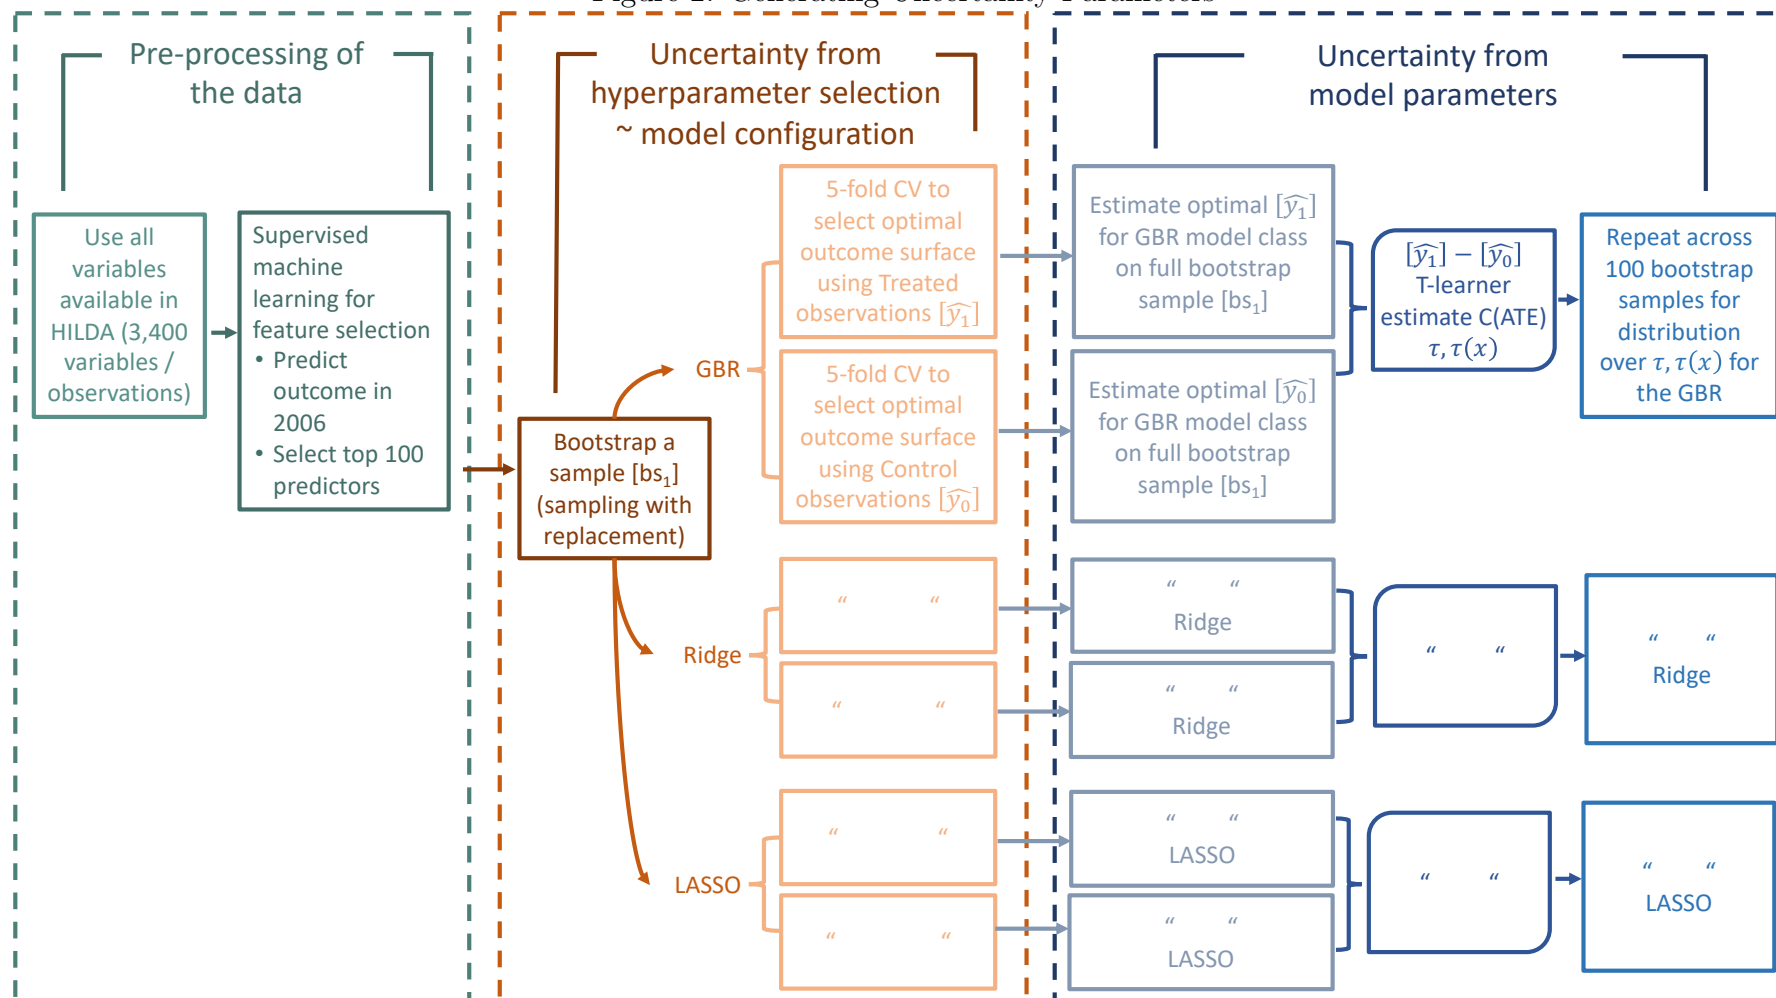 Figure 2: Generating Uncertainty Parameters
Pre-processing of
the data
Use all
variables
available in
HILDA (3,400
variables /
observations)
Supervised
machine
learning for
feature selection
• Predict
outcome in
2006
• Select top 100
predictors
Uncertainty from
hyperparameter selection
~ model configuration
Bootstrap a
sample [bs₁]
(sampling with
replacement)
GBR
5-fold CV to
select optimal
outcome surface
using Treated
observations [ŷ₁]
5-fold CV to
select optimal
outcome surface
using Control
observations [ŷ₀]
Ridge
“ “
“ “
LASSO
“ “
“ “
Uncertainty from
model parameters
Estimate optimal [ŷ₁]
for GBR model class
on full bootstrap
sample [bs₁]
Estimate optimal [ŷ₀]
for GBR model class
on full bootstrap
sample [bs₁]
[ŷ₁] − [ŷ₀]
T-learner
estimate C(ATE)
τ, τ(x)
Repeat across
100 bootstrap
samples for
distribution
over τ, τ(x) for
the GBR
“ “
Ridge
“ “
Ridge
“ “
“ “
Ridge
“ “
LASSO
“ “
LASSO
“ “
“ “
LASSO